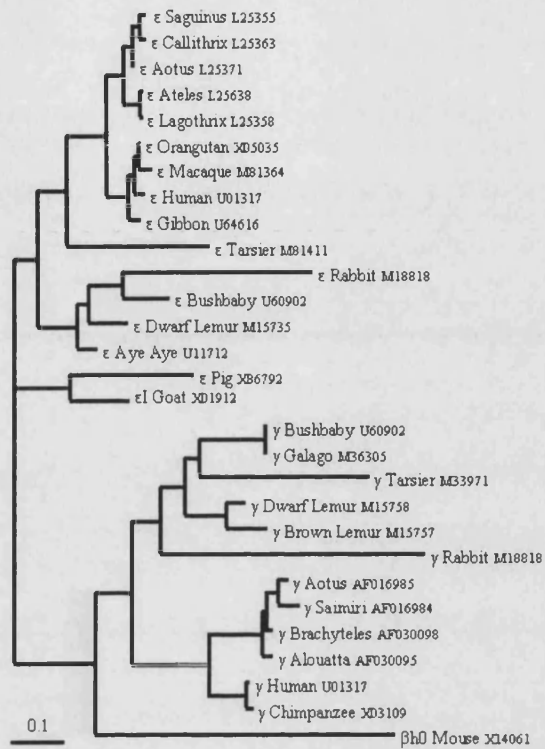 ε Saguinus L25355
ε Callithrix L25363
ε Aotus L25371
ε Ateles L25638
ε Lagothrix L25358
ε Orangutan X05035
ε Macaque M81364
ε Human U01317
ε Gibbon U64616
ε Tarsier M81411
ε Rabbit M18818
ε Bushbaby U60902
ε Dwarf Lemur M15735
ε Aye Aye U11712
ε Pig X86792
εI Goat X01912
γ Bushbaby U60902
γ Galago M36305
γ Tarsier M33971
γ Dwarf Lemur M15758
γ Brown Lemur M15757
γ Rabbit M18818
γ Aotus AF016985
γ Saimiri AF016984
γ Brachyteles AF030098
γ Alouatta AF030095
γ Human U01317
γ Chimpanzee X03109
βh0 Mouse X14061
0.1